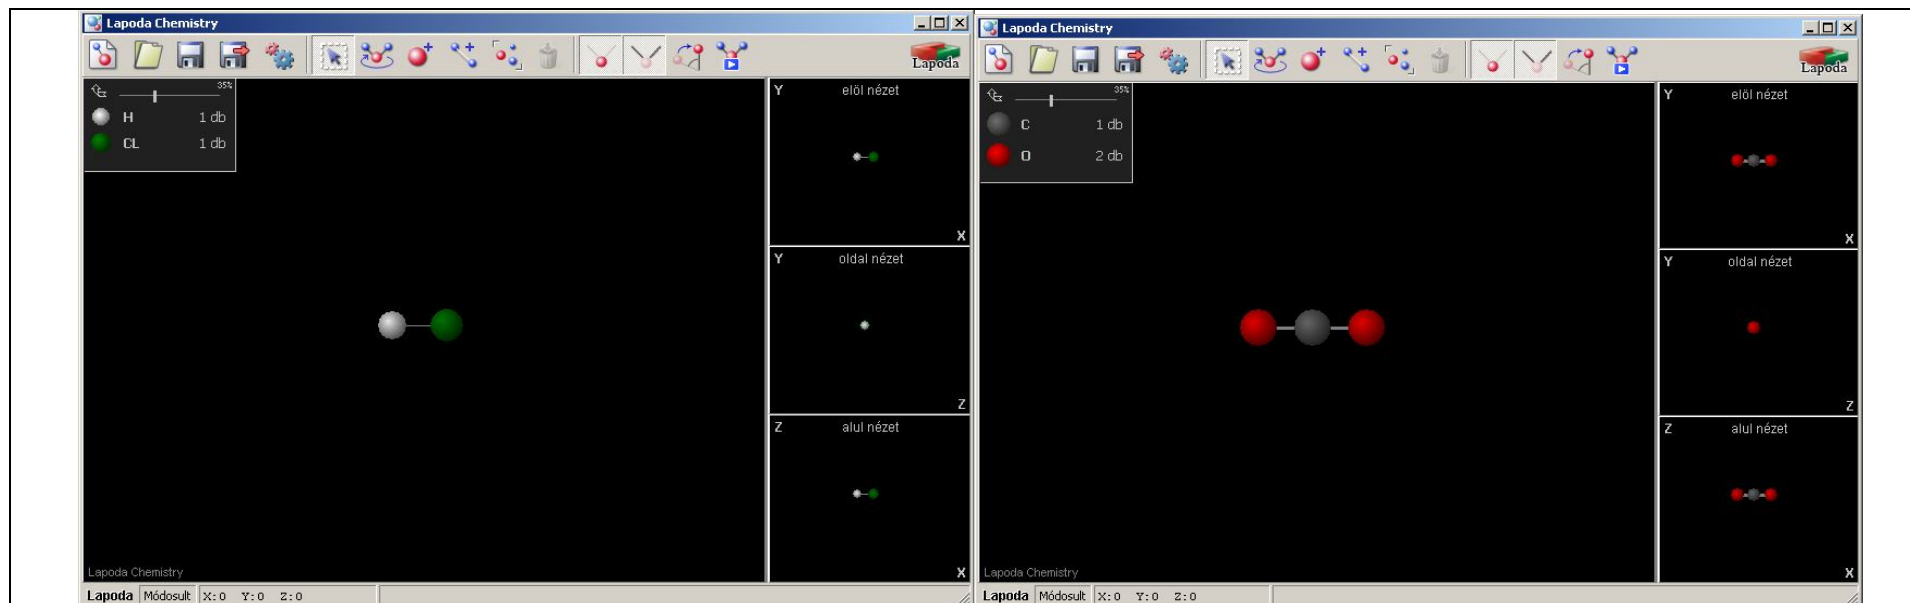 Lapoda Chemistry
Lapoda
35%
H 1 db
CL 1 db
Y elöl nézet
X
Y oldal nézet
Z
Z alul nézet
X
Lapoda Chemistry
Lapoda Módosult X:0 Y:0 Z:0
Lapoda Chemistry
Lapoda
35%
C 1 db
O 2 db
Y elöl nézet
X
Y oldal nézet
Z
Z alul nézet
X
Lapoda Chemistry
Lapoda Módosult X:0 Y:0 Z:0